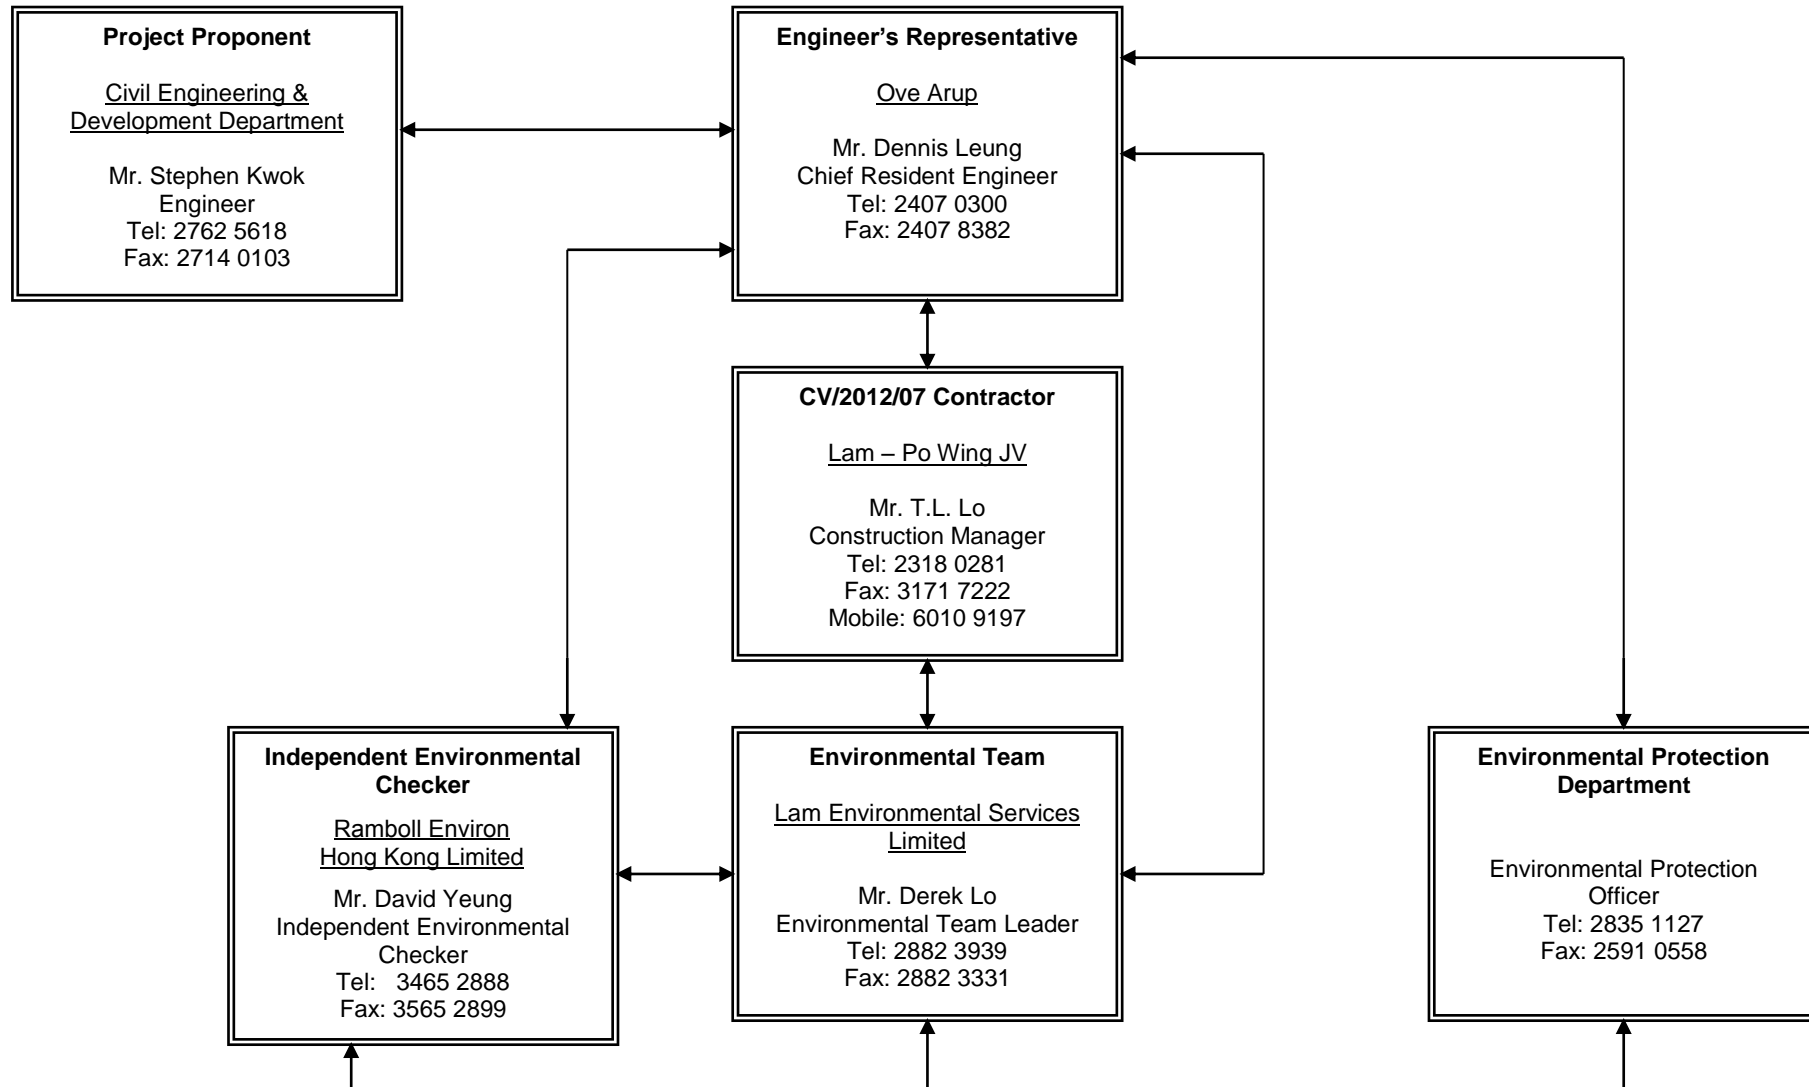 Project Proponent
Civil Engineering &
Development Department
Mr. Stephen Kwok
Engineer
Tel: 2762 5618
Fax: 2714 0103
Engineer’s Representative
Ove Arup
Mr. Dennis Leung
Chief Resident Engineer
Tel: 2407 0300
Fax: 2407 8382
CV/2012/07 Contractor
Lam – Po Wing JV
Mr. T.L. Lo
Construction Manager
Tel: 2318 0281
Fax: 3171 7222
Mobile: 6010 9197
Independent Environmental
Checker
Ramboll Environ
Hong Kong Limited
Mr. David Yeung
Independent Environmental
Checker
Tel: 3465 2888
Fax: 3565 2899
Environmental Team
Lam Environmental Services
Limited
Mr. Derek Lo
Environmental Team Leader
Tel: 2882 3939
Fax: 2882 3331
Environmental Protection
Department
Environmental Protection
Officer
Tel: 2835 1127
Fax: 2591 0558